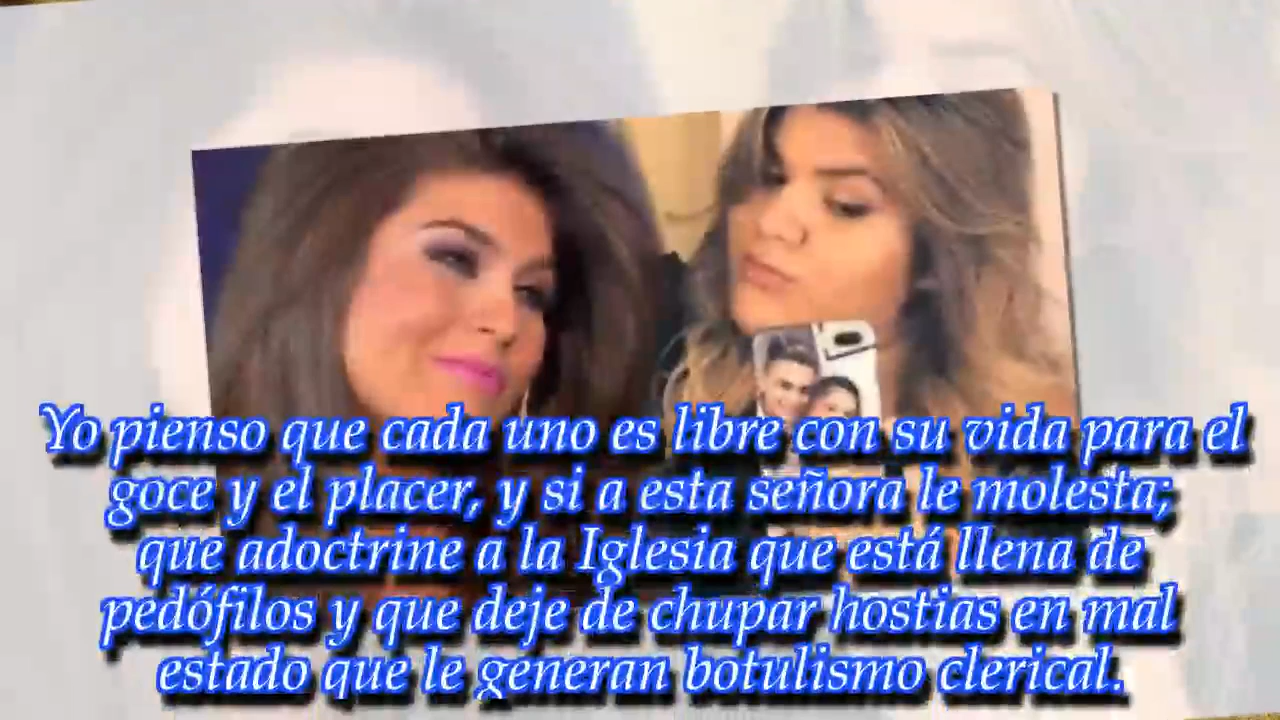 Yo pienso que cada uno es libre con su vida para el
goce y el placer, y si a esta señora le molesta;
que adoctrine a la Iglesia que está llena de
pedófilos y que deje de chupar hostias en mal
estado que le generan botulismo clerical.